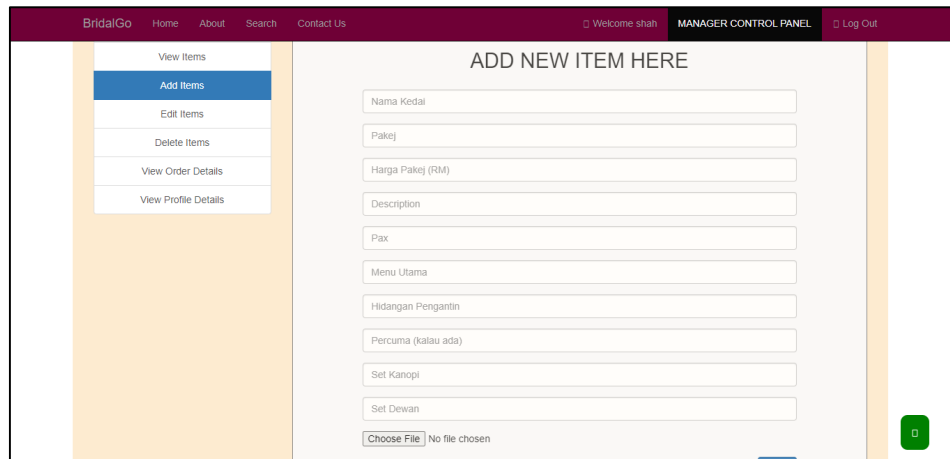 BridalGo Home About Search Contact Us Welcome shah MANAGER CONTROL PANEL Log Out
View Items
Add Items
Edit Items
Delete Items
View Order Details
View Profile Details
ADD NEW ITEM HERE
Nama Kedai
Pakej
Harga Pakej (RM)
Description
Pax
Menu Utama
Hidangan Pengantin
Percuma (kalau ada)
Set Kanopi
Set Dewan
Choose File No file chosen